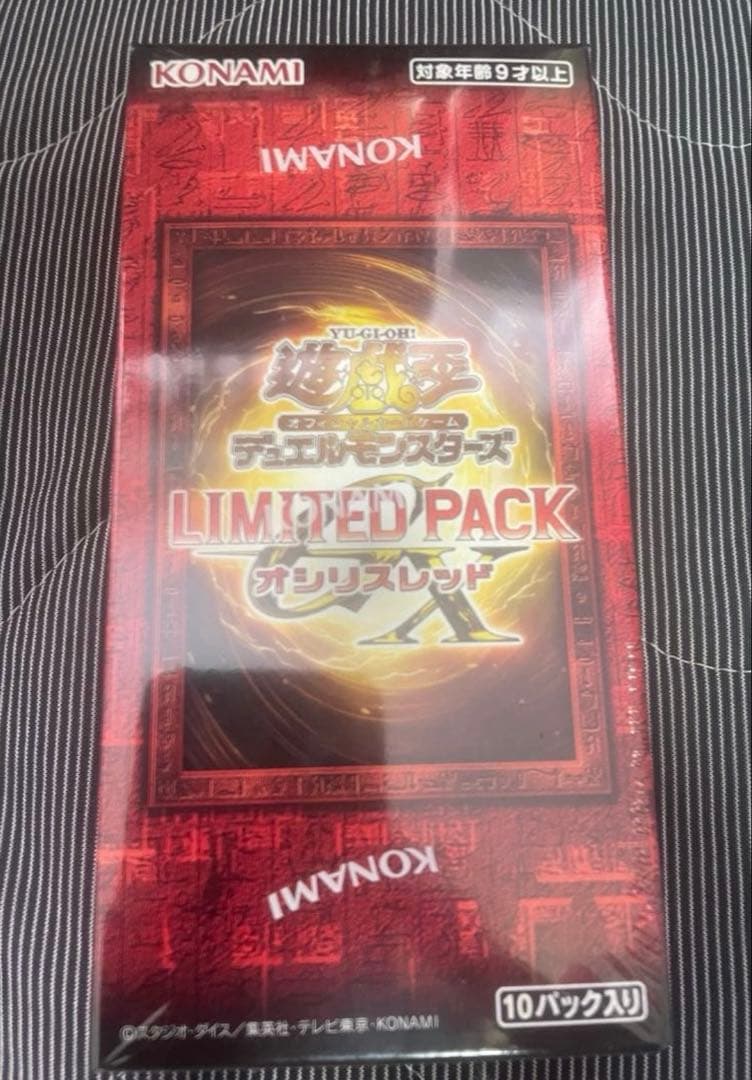 KONAMI
対象年齢9才以上
KONAMI
YU-GI-OH!
遊戯王
オフィシャルカードゲーム
デュエルモンスターズ
LIMITED PACK
GX
オシリスレッド
KONAMI
10パック入り
©スタジオ・ダイス／集英社・テレビ東京・KONAMI